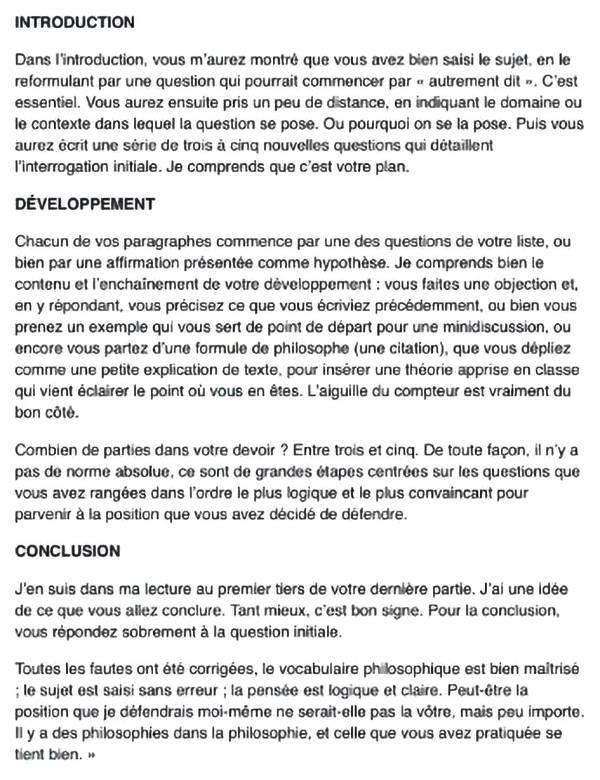 INTRODUCTION
Dans l'introduction, vous m'aurez montré que vous avez bien saisi le sujet, en le
reformulant par une question qui pourrait commencer par « autrement dit ». C'est
essentiel. Vous aurez ensuite pris un peu de distance, en indiquant le domaine ou
le contexte dans lequel la question se pose. Ou pourquoi on se la pose. Puis vous
aurez écrit une série de trois à cinq nouvelles questions qui détaillent
l'interrogation initiale. Je comprends que c'est votre plan.
DÉVELOPPEMENT
Chacun de vos paragraphes commence par une des questions de votre liste, ou
bien par une affirmation présentée comme hypothèse. Je comprends bien le
contenu et l'enchaînement de votre développement : vous faites une objection et,
en y répondant, vous précisez ce que vous écriviez précédemment, ou bien vous
prenez un exemple qui vous sert de point de départ pour une minidiscussion, ou
encore vous partez d'une formule de philosophe (une citation), que vous dépliez
comme une petite explication de texte, pour insérer une théorie apprise en classe
qui vient éclairer le point où vous en êtes. L'aiguille du compteur est vraiment du
bon côté.
Combien de parties dans votre devoir ? Entre trois et cinq. De toute façon, il n'y a
pas de norme absolue, ce sont de grandes étapes centrées sur les questions que
vous avez rangées dans l'ordre le plus logique et le plus convaincant pour
parvenir à la position que vous avez décidé de défendre.
CONCLUSION
J'en suis dans ma lecture au premier tiers de votre dernière partie. J'ai une idée
de ce que vous allez conclure. Tant mieux, c'est bon signe. Pour la conclusion,
vous répondez sobrement à la question initiale.
Toutes les fautes ont été corrigées, le vocabulaire philosophique est bien maîtrisé
; le sujet est saisi sans erreur ; la pensée est logique et claire. Peut-être la
position que je défendrais moi-même ne serait-elle pas la vôtre, mais peu importe.
Il y a des philosophies dans la philosophie, et celle que vous avez pratiquée se
tient bien. »